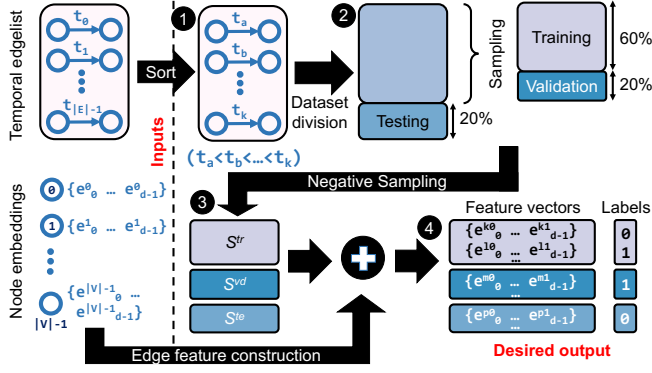 Temporal edgelist
t0
t1
t|E|-1
Sort
Inputs
1
ta
tb
tk
(ta<tb<…<tk)
Dataset
division
2
Testing
20%
Sampling
Training
Validation
60%
20%
Negative Sampling
Node embeddings
0 {e00 … e0d-1}
1 {e10 … e1d-1}
|V|-1
{e|V|-10 …
e|V|-1d-1}
3
Str
Svd
Ste
Edge feature construction
4
Feature vectors
Labels
{ek00 … ek1d-1}
{el00 … el1d-1}
…
0
1
{em00 … em1d-1}
…
1
{ep00 … ep1d-1}
…
0
Desired output